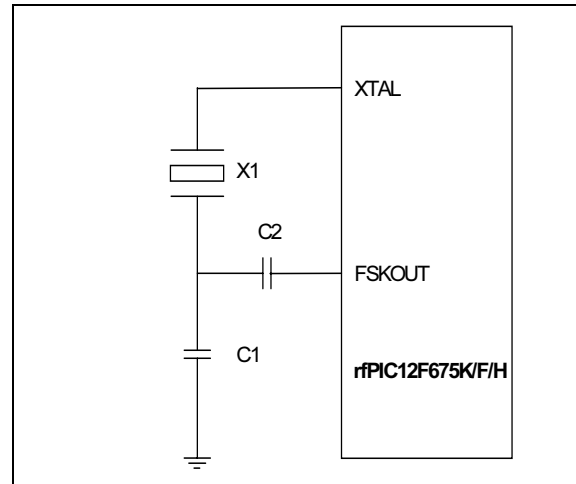 XTAL
X1
C2
FSKOUT
C1
rfPIC12F675K/F/H